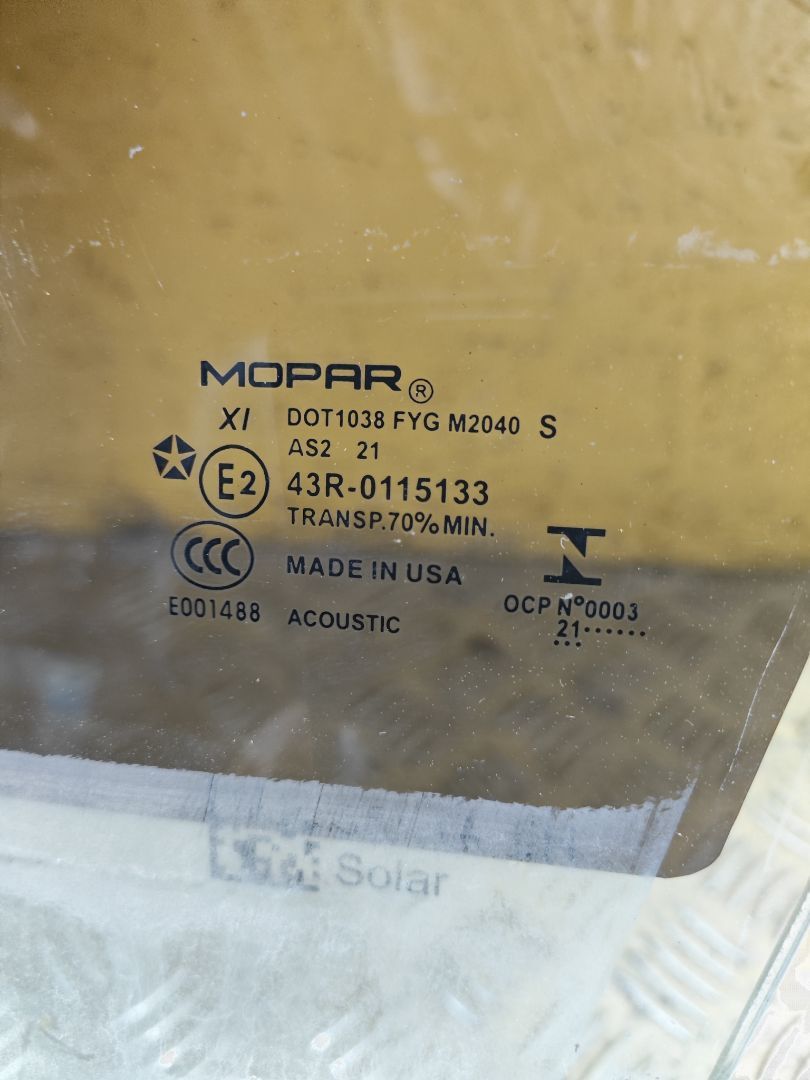 MOPAR®
XI DOT1038 FYG M2040 S
AS2 21
E2 43R-0115133
TRANSP.70%MIN.
CCC MADE IN USA
OCP Nº0003
E001488 ACOUSTIC
21••••••
•••
Solar